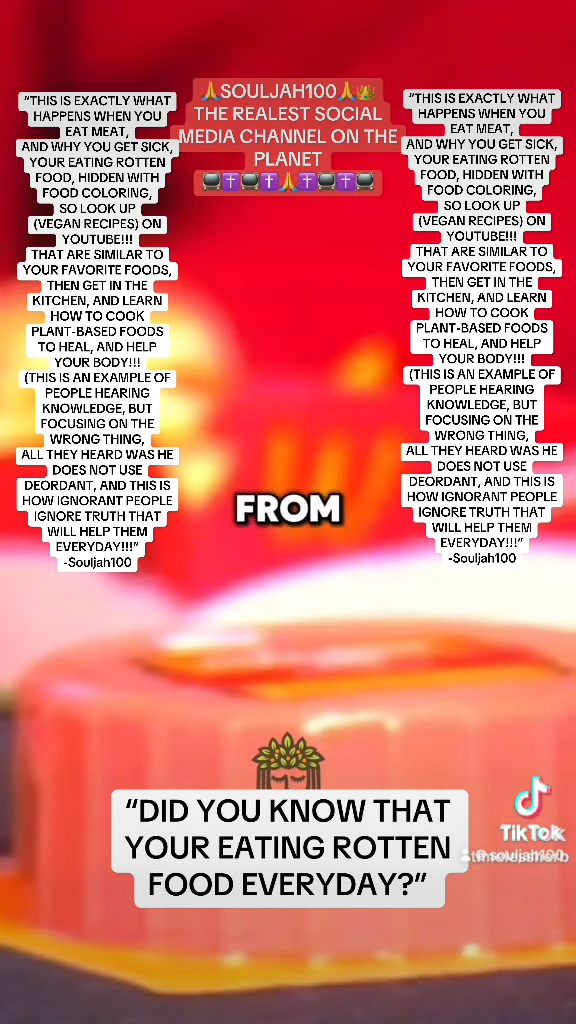 🙏SOULJAH100🙏👑
THE REALEST SOCIAL
MEDIA CHANNEL ON THE
PLANET
“THIS IS EXACTLY WHAT
HAPPENS WHEN YOU
EAT MEAT,
AND WHY YOU GET SICK,
YOUR EATING ROTTEN
FOOD, HIDDEN WITH
FOOD COLORING,
SO LOOK UP
(VEGAN RECIPES) ON
YOUTUBE!!!
THAT ARE SIMILAR TO
YOUR FAVORITE FOODS,
THEN GET IN THE
KITCHEN, AND LEARN
HOW TO COOK
PLANT-BASED FOODS
TO HEAL, AND HELP
YOUR BODY!!!
(THIS IS AN EXAMPLE OF
PEOPLE HEARING
KNOWLEDGE, BUT
FOCUSING ON THE
WRONG THING,
ALL THEY HEARD WAS HE
DOES NOT USE
DEORDANT, AND THIS IS
HOW IGNORANT PEOPLE
IGNORE TRUTH THAT
WILL HELP THEM
EVERYDAY!!!”
-Souljah100
“THIS IS EXACTLY WHAT
HAPPENS WHEN YOU
EAT MEAT,
AND WHY YOU GET SICK,
YOUR EATING ROTTEN
FOOD, HIDDEN WITH
FOOD COLORING,
SO LOOK UP
(VEGAN RECIPES) ON
YOUTUBE!!!
THAT ARE SIMILAR TO
YOUR FAVORITE FOODS,
THEN GET IN THE
KITCHEN, AND LEARN
HOW TO COOK
PLANT-BASED FOODS
TO HEAL, AND HELP
YOUR BODY!!!
(THIS IS AN EXAMPLE OF
PEOPLE HEARING
KNOWLEDGE, BUT
FOCUSING ON THE
WRONG THING,
ALL THEY HEARD WAS HE
DOES NOT USE
DEORDANT, AND THIS IS
HOW IGNORANT PEOPLE
IGNORE TRUTH THAT
WILL HELP THEM
EVERYDAY!!!”
-Souljah100
FROM
“DID YOU KNOW THAT
YOUR EATING ROTTEN
FOOD EVERYDAY?”
TikTok
@souljah100